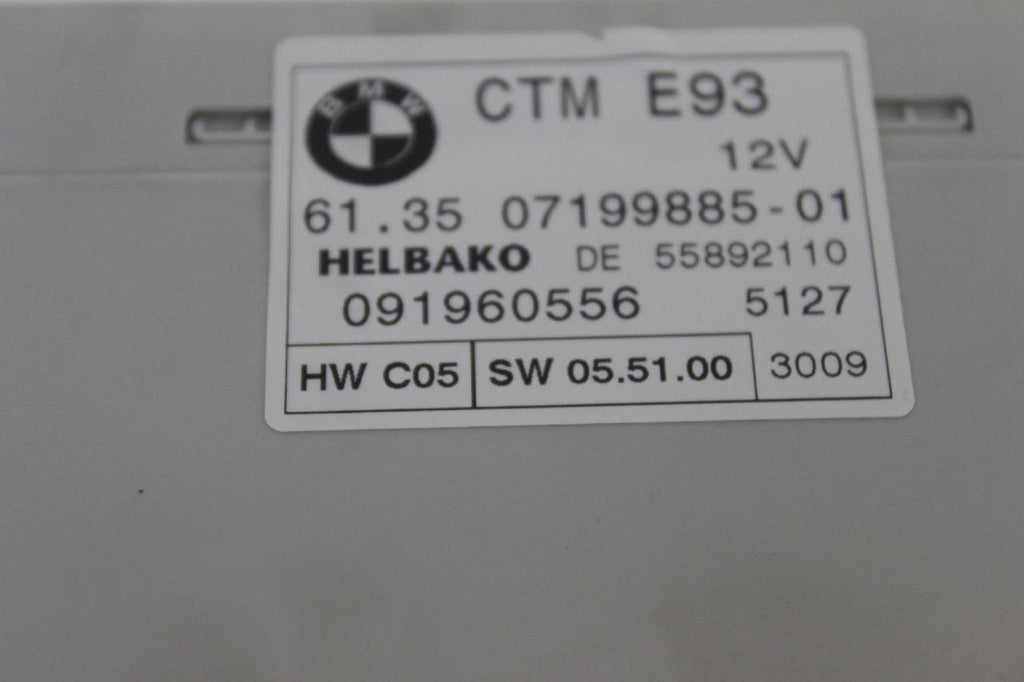 BMW CTM E93
12V
61.35 07199885-01
HELBAKO DE 55892110
091960556 5127
HW C05 SW 05.51.00 3009